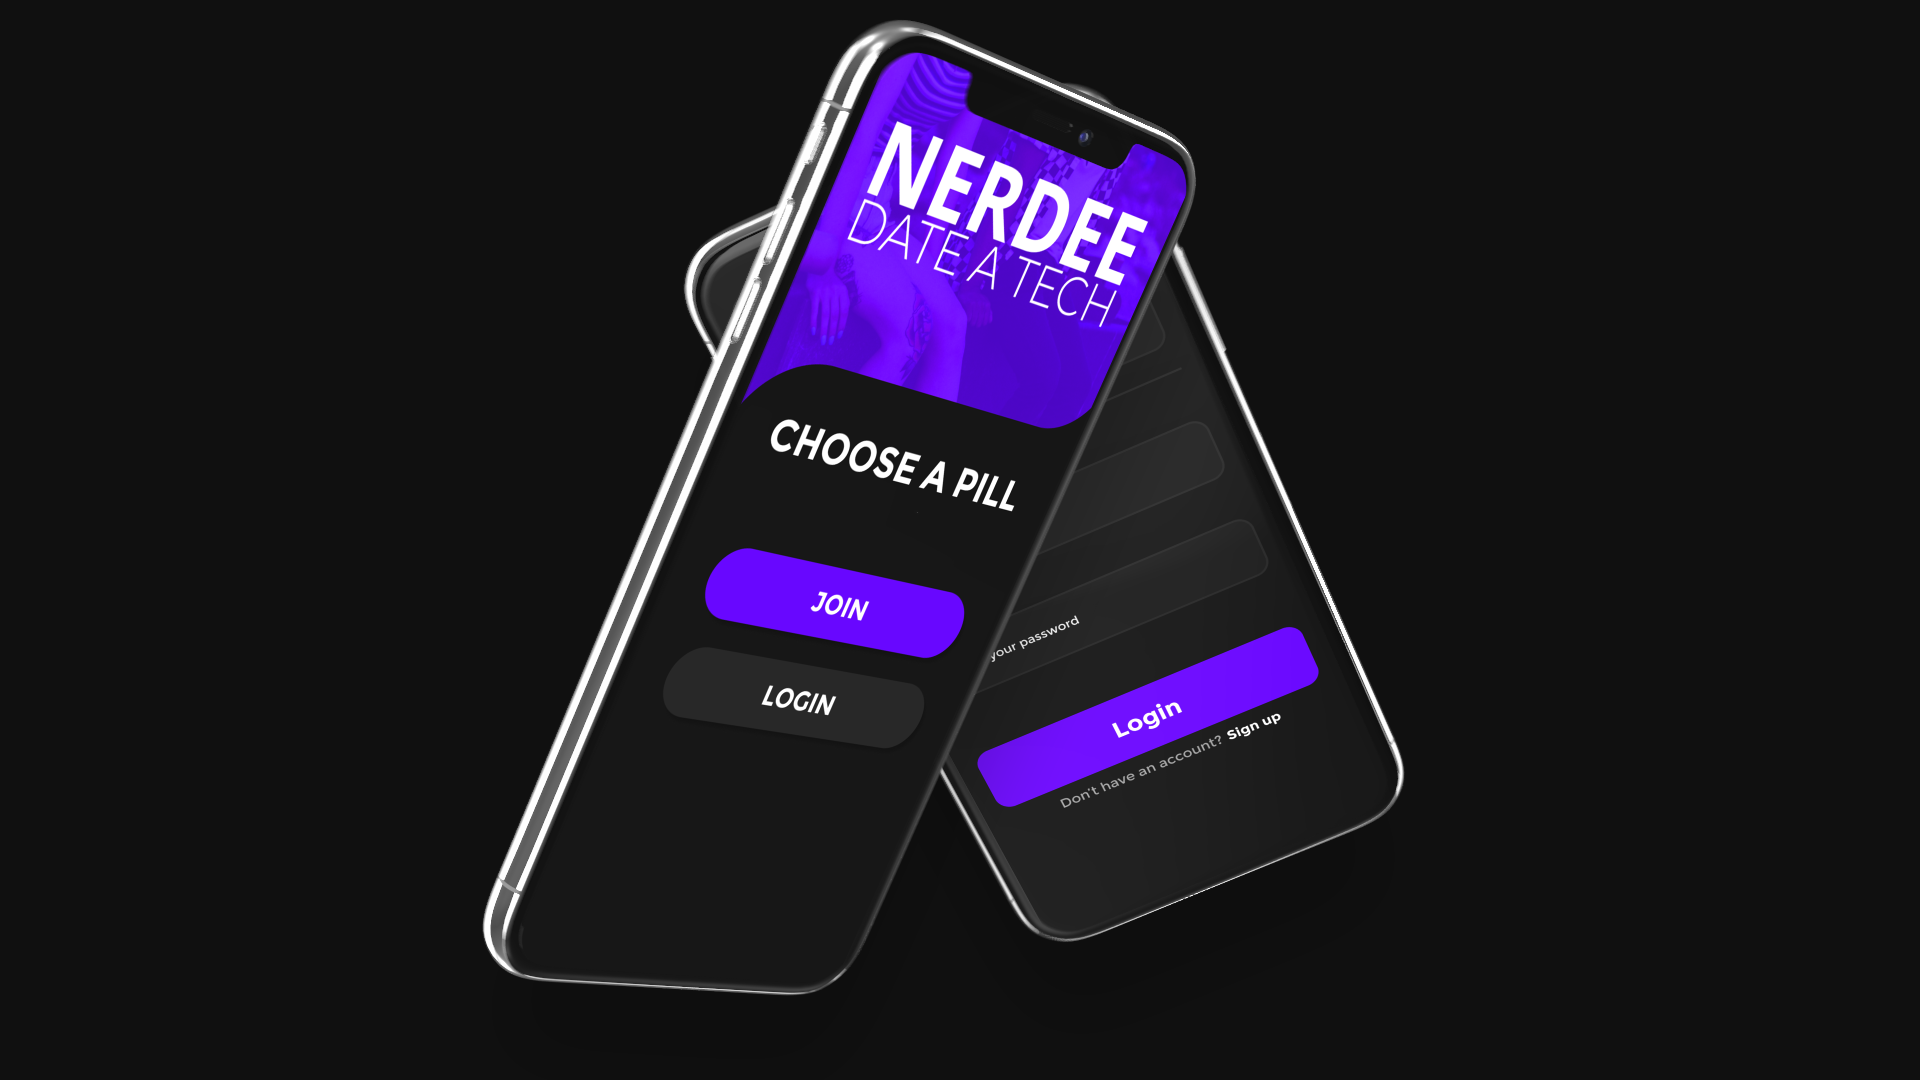 NERDEE
DATE A TECH
CHOOSE A PILL
JOIN
LOGIN
your password
Login
Don't have an account? Sign up